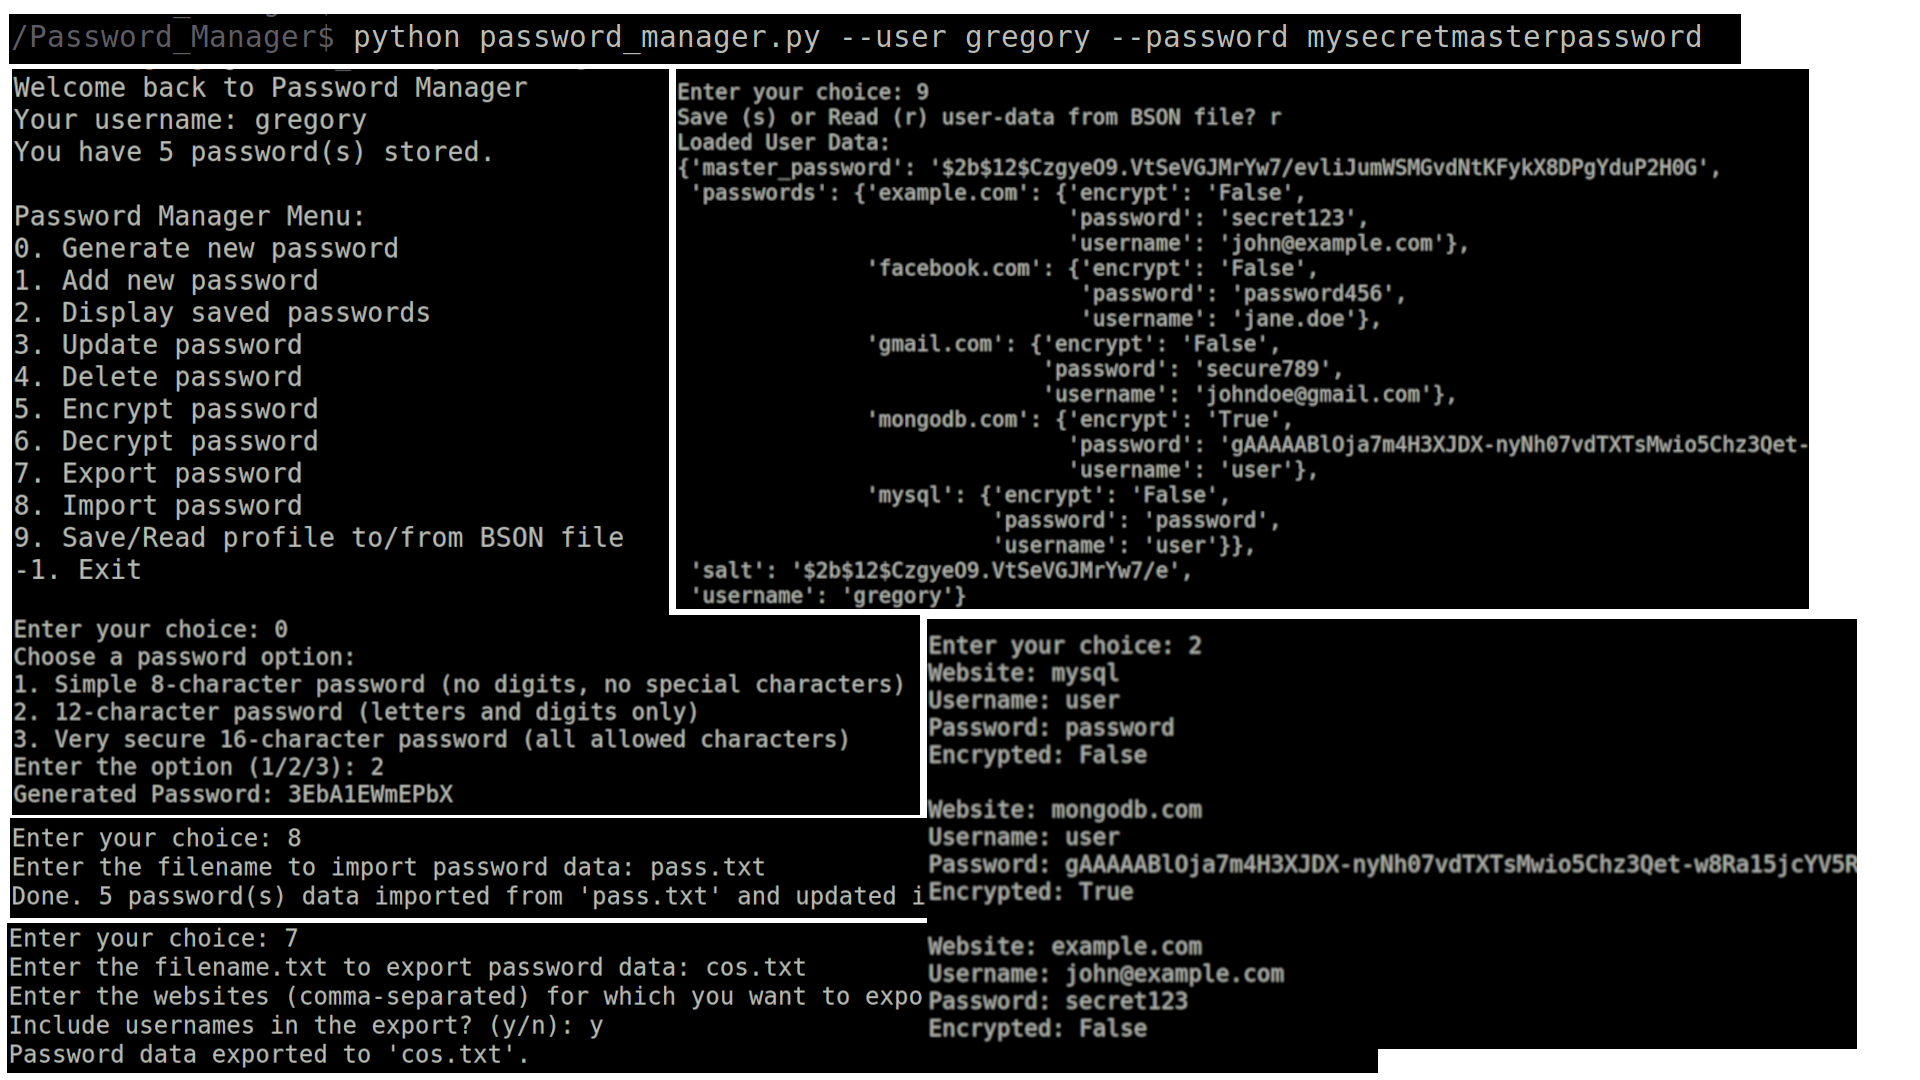 /Password_Manager$ python password_manager.py --user gregory --password mysecretmasterpassword
Welcome back to Password Manager
Your username: gregory
You have 5 password(s) stored.
Password Manager Menu:
0. Generate new password
1. Add new password
2. Display saved passwords
3. Update password
4. Delete password
5. Encrypt password
6. Decrypt password
7. Export password
8. Import password
9. Save/Read profile to/from BSON file
-1. Exit
Enter your choice: 9
Save (s) or Read (r) user-data from BSON file? r
Loaded User Data:
{'master_password': '$2b$12$CzgyeO9.VtSeVGJMrYw7/evliJumWSMGvdNtKFykX8DPgYduP2H0G',
'passwords': {'example.com': {'encrypt': 'False',
'password': 'secret123',
'username': 'john@example.com'},
'facebook.com': {'encrypt': 'False',
'password': 'password456',
'username': 'jane.doe'},
'gmail.com': {'encrypt': 'False',
'password': 'secure789',
'username': 'johndoe@gmail.com'},
'mongodb.com': {'encrypt': 'True',
'password': 'gAAAAABlOja7m4H3XJDX-nyNh07vdTXTsMwio5Chz3Qet-
'username': 'user'},
'mysql': {'encrypt': 'False',
'password': 'password',
'username': 'user'}},
'salt': '$2b$12$CzgyeO9.VtSeVGJMrYw7/e',
'username': 'gregory'}
Enter your choice: 0
Choose a password option:
1. Simple 8-character password (no digits, no special characters)
2. 12-character password (letters and digits only)
3. Very secure 16-character password (all allowed characters)
Enter the option (1/2/3): 2
Generated Password: 3EbA1EWmEPbX
Enter your choice: 8
Enter the filename to import password data: pass.txt
Done. 5 password(s) data imported from 'pass.txt' and updated i
Enter your choice: 7
Enter the filename.txt to export password data: cos.txt
Enter the websites (comma-separated) for which you want to expo
Include usernames in the export? (y/n): y
Password data exported to 'cos.txt'.
Enter your choice: 2
Website: mysql
Username: user
Password: password
Encrypted: False
Website: mongodb.com
Username: user
Password: gAAAAABlOja7m4H3XJDX-nyNh07vdTXTsMwio5Chz3Qet-w8Ra15jcYV5R
Encrypted: True
Website: example.com
Username: john@example.com
Password: secret123
Encrypted: False